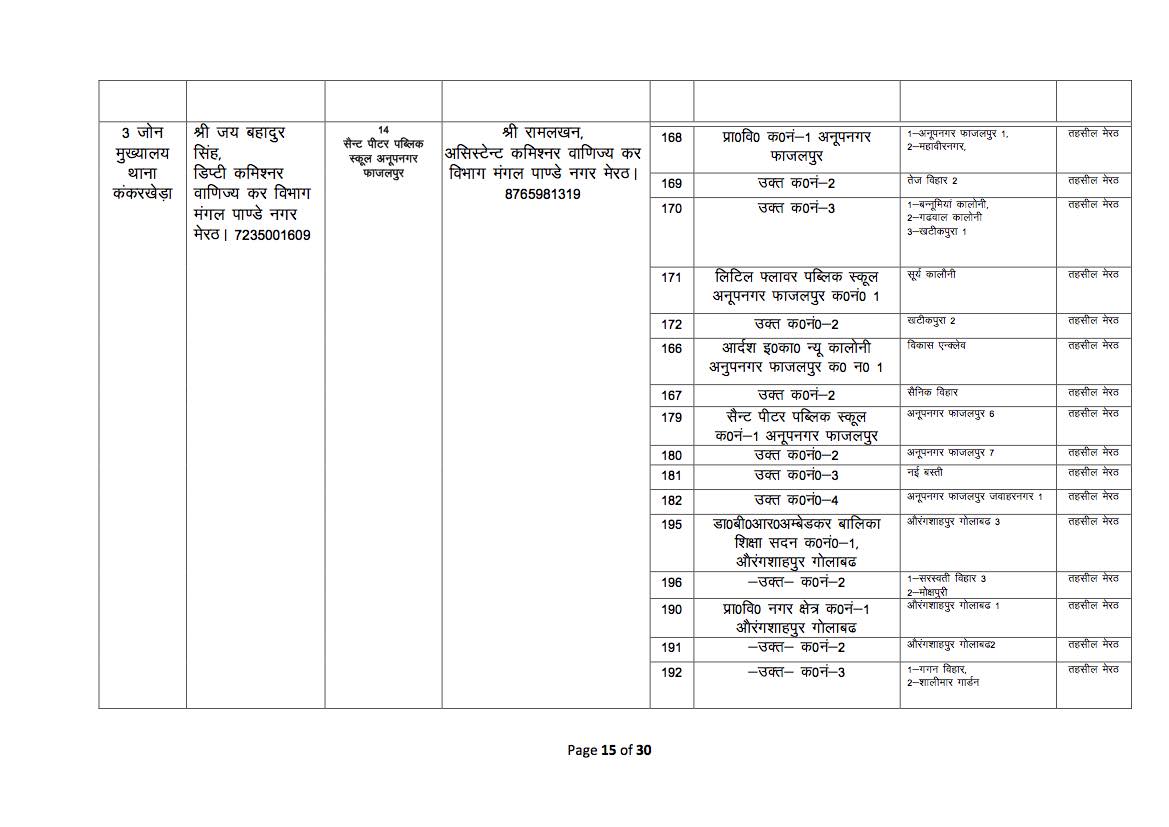 3 जोन
मुख्यालय
थाना
कंकरखेड़ा
श्री जय बहादुर
सिंह,
डिप्टी कमिश्नर
वाणिज्य कर विभाग
मंगल पाण्डे नगर
मेरठ। 7235001609
14
सैन्ट पीटर पब्लिक
स्कूल अनूपनगर
फाजलपुर
श्री रामलखन,
असिस्टेन्ट कमिश्नर वाणिज्य कर
विभाग मंगल पाण्डे नगर मेरठ।
8765981319
168 प्रा0वि0 क0नं–1 अनूपनगर 1–अनूपनगर फाजलपुर 1, तहसील मेरठ
फाजलपुर 2–महावीरनगर,
169 उक्त क0नं–2 तेज विहार 2 तहसील मेरठ
170 उक्त क0नं–3 1–बन्नूमियां कालोनी, तहसील मेरठ
2–गढवाल कालोनी
3–खटीकपुरा 1
171 लिटिल फ्लावर पब्लिक स्कूल सूर्य कालौनी तहसील मेरठ
अनूपनगर फाजलपुर क0नं0 1
172 उक्त क0नं0–2 खटीकपुरा 2 तहसील मेरठ
166 आर्दश इ0का0 न्यू कालोनी विकास एन्क्लेव तहसील मेरठ
अनुपनगर फाजलपुर क0 न0 1
167 उक्त क0नं–2 सैनिक विहार तहसील मेरठ
179 सैन्ट पीटर पब्लिक स्कूल अनूपनगर फाजलपुर 6 तहसील मेरठ
क0नं–1 अनूपनगर फाजलपुर
180 उक्त क0नं0–2 अनूपनगर फाजलपुर 7 तहसील मेरठ
181 उक्त क0नं0–3 नई बस्ती तहसील मेरठ
182 उक्त क0नं0–4 अनूपनगर फाजलपुर जवाहरनगर 1 तहसील मेरठ
195 डा0बी0आर0अम्बेडकर बालिका औरंगशाहपुर गोलाबढ 3 तहसील मेरठ
शिक्षा सदन क0नं0–1,
औरंगशाहपुर गोलाबढ
196 –उक्त– क0नं–2 1–सरस्वती विहार 3 तहसील मेरठ
2–मोक्षपुरी
190 प्रा0वि0 नगर क्षेत्र क0नं–1 औरंगशाहपुर गोलाबढ 1 तहसील मेरठ
औरंगशाहपुर गोलाबढ
191 –उक्त– क0नं–2 औरंगशाहपुर गोलाबढ2 तहसील मेरठ
192 –उक्त– क0नं–3 1–गगन विहार, तहसील मेरठ
2–शालीमार गार्डन
Page 15 of 30